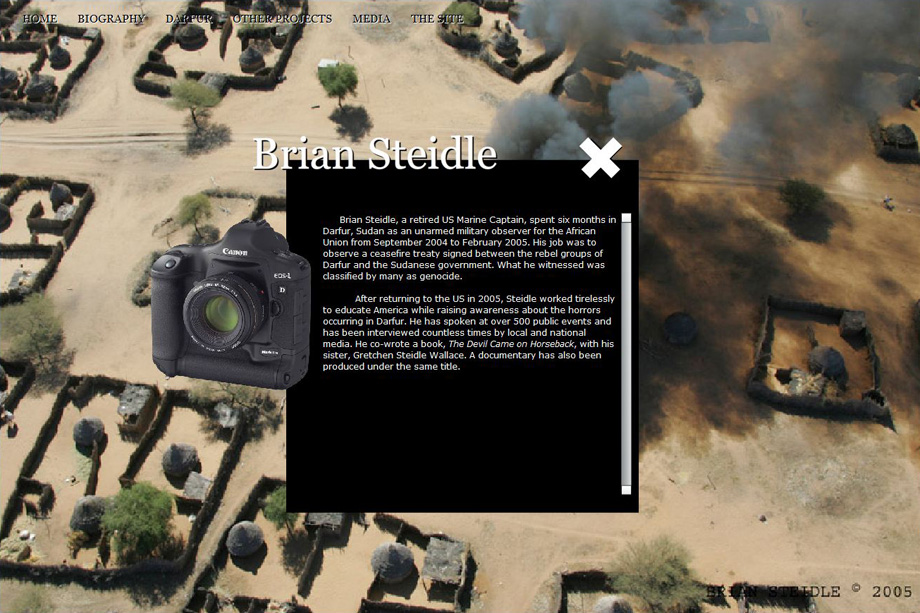 HOME BIOGRAPHY DARFUR OTHER PROJECTS MEDIA THE SITE
Brian Steidle
Brian Steidle, a retired US Marine Captain, spent six months in
Darfur, Sudan as an unarmed military observer for the African
Union from September 2004 to February 2005. His job was to
observe a ceasefire treaty signed between the rebel groups of
Darfur and the Sudanese government. What he witnessed was
classified by many as genocide.
After returning to the US in 2005, Steidle worked tirelessly
to educate America while raising awareness about the horrors
occurring in Darfur. He has spoken at over 500 public events and
has been interviewed countless times by local and national
media. He co-wrote a book, The Devil Came on Horseback, with his
sister, Gretchen Steidle Wallace. A documentary has also been
produced under the same title.
Canon
EOS-1
D
BRIAN STEIDLE © 2005